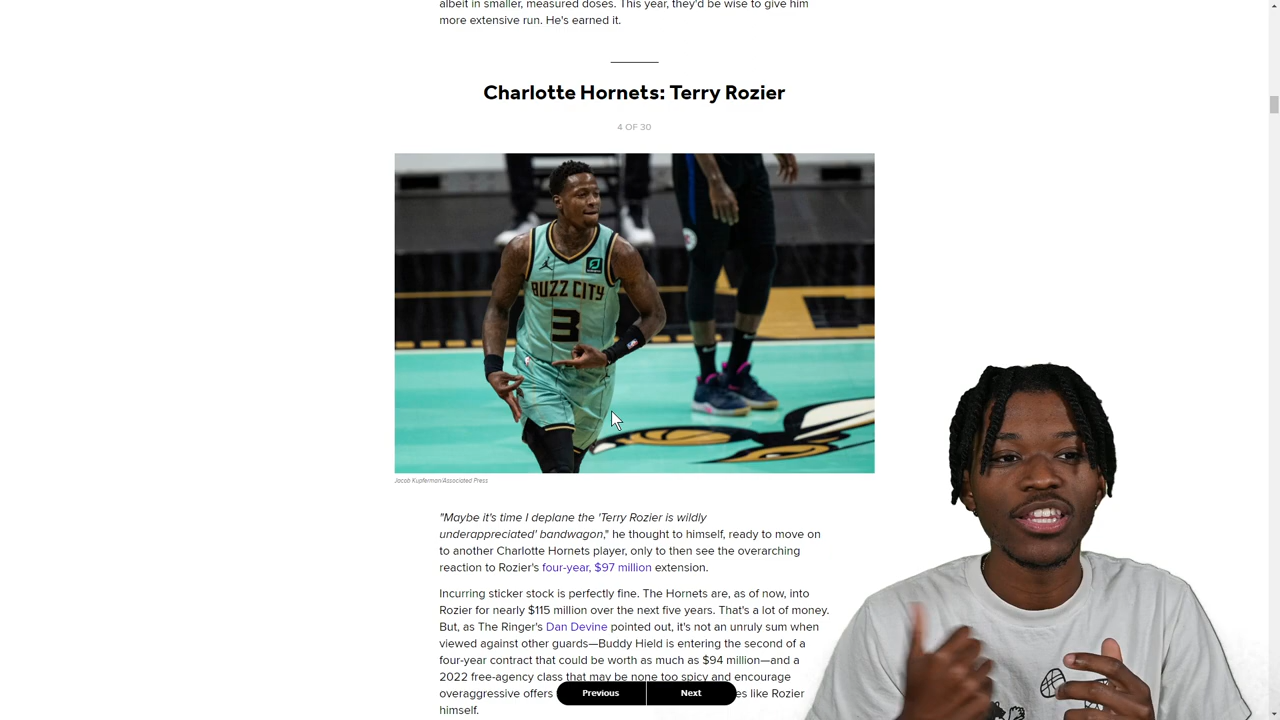 albeit in smaller, measured doses. This year, they'd be wise to give him
more extensive run. He's earned it.
Charlotte Hornets: Terry Rozier
4 OF 30
BUZZ CITY
3
Jacob Kupferman/Associated Press
"Maybe it's time I deplane the 'Terry Rozier is wildly
underappreciated' bandwagon," he thought to himself, ready to move on
to another Charlotte Hornets player, only to then see the overarching
reaction to Rozier's four-year, $97 million extension.
Incurring sticker stock is perfectly fine. The Hornets are, as of now, into
Rozier for nearly $115 million over the next five years. That's a lot of money.
But, as The Ringer's Dan Devine pointed out, it's not an unruly sum when
viewed against other guards—Buddy Hield is entering the second of a
four-year contract that could be worth as much as $94 million—and a
2022 free-agency class that may be none too spicy and encourage
overaggressive offers es like Rozier
himself.
Previous
Next